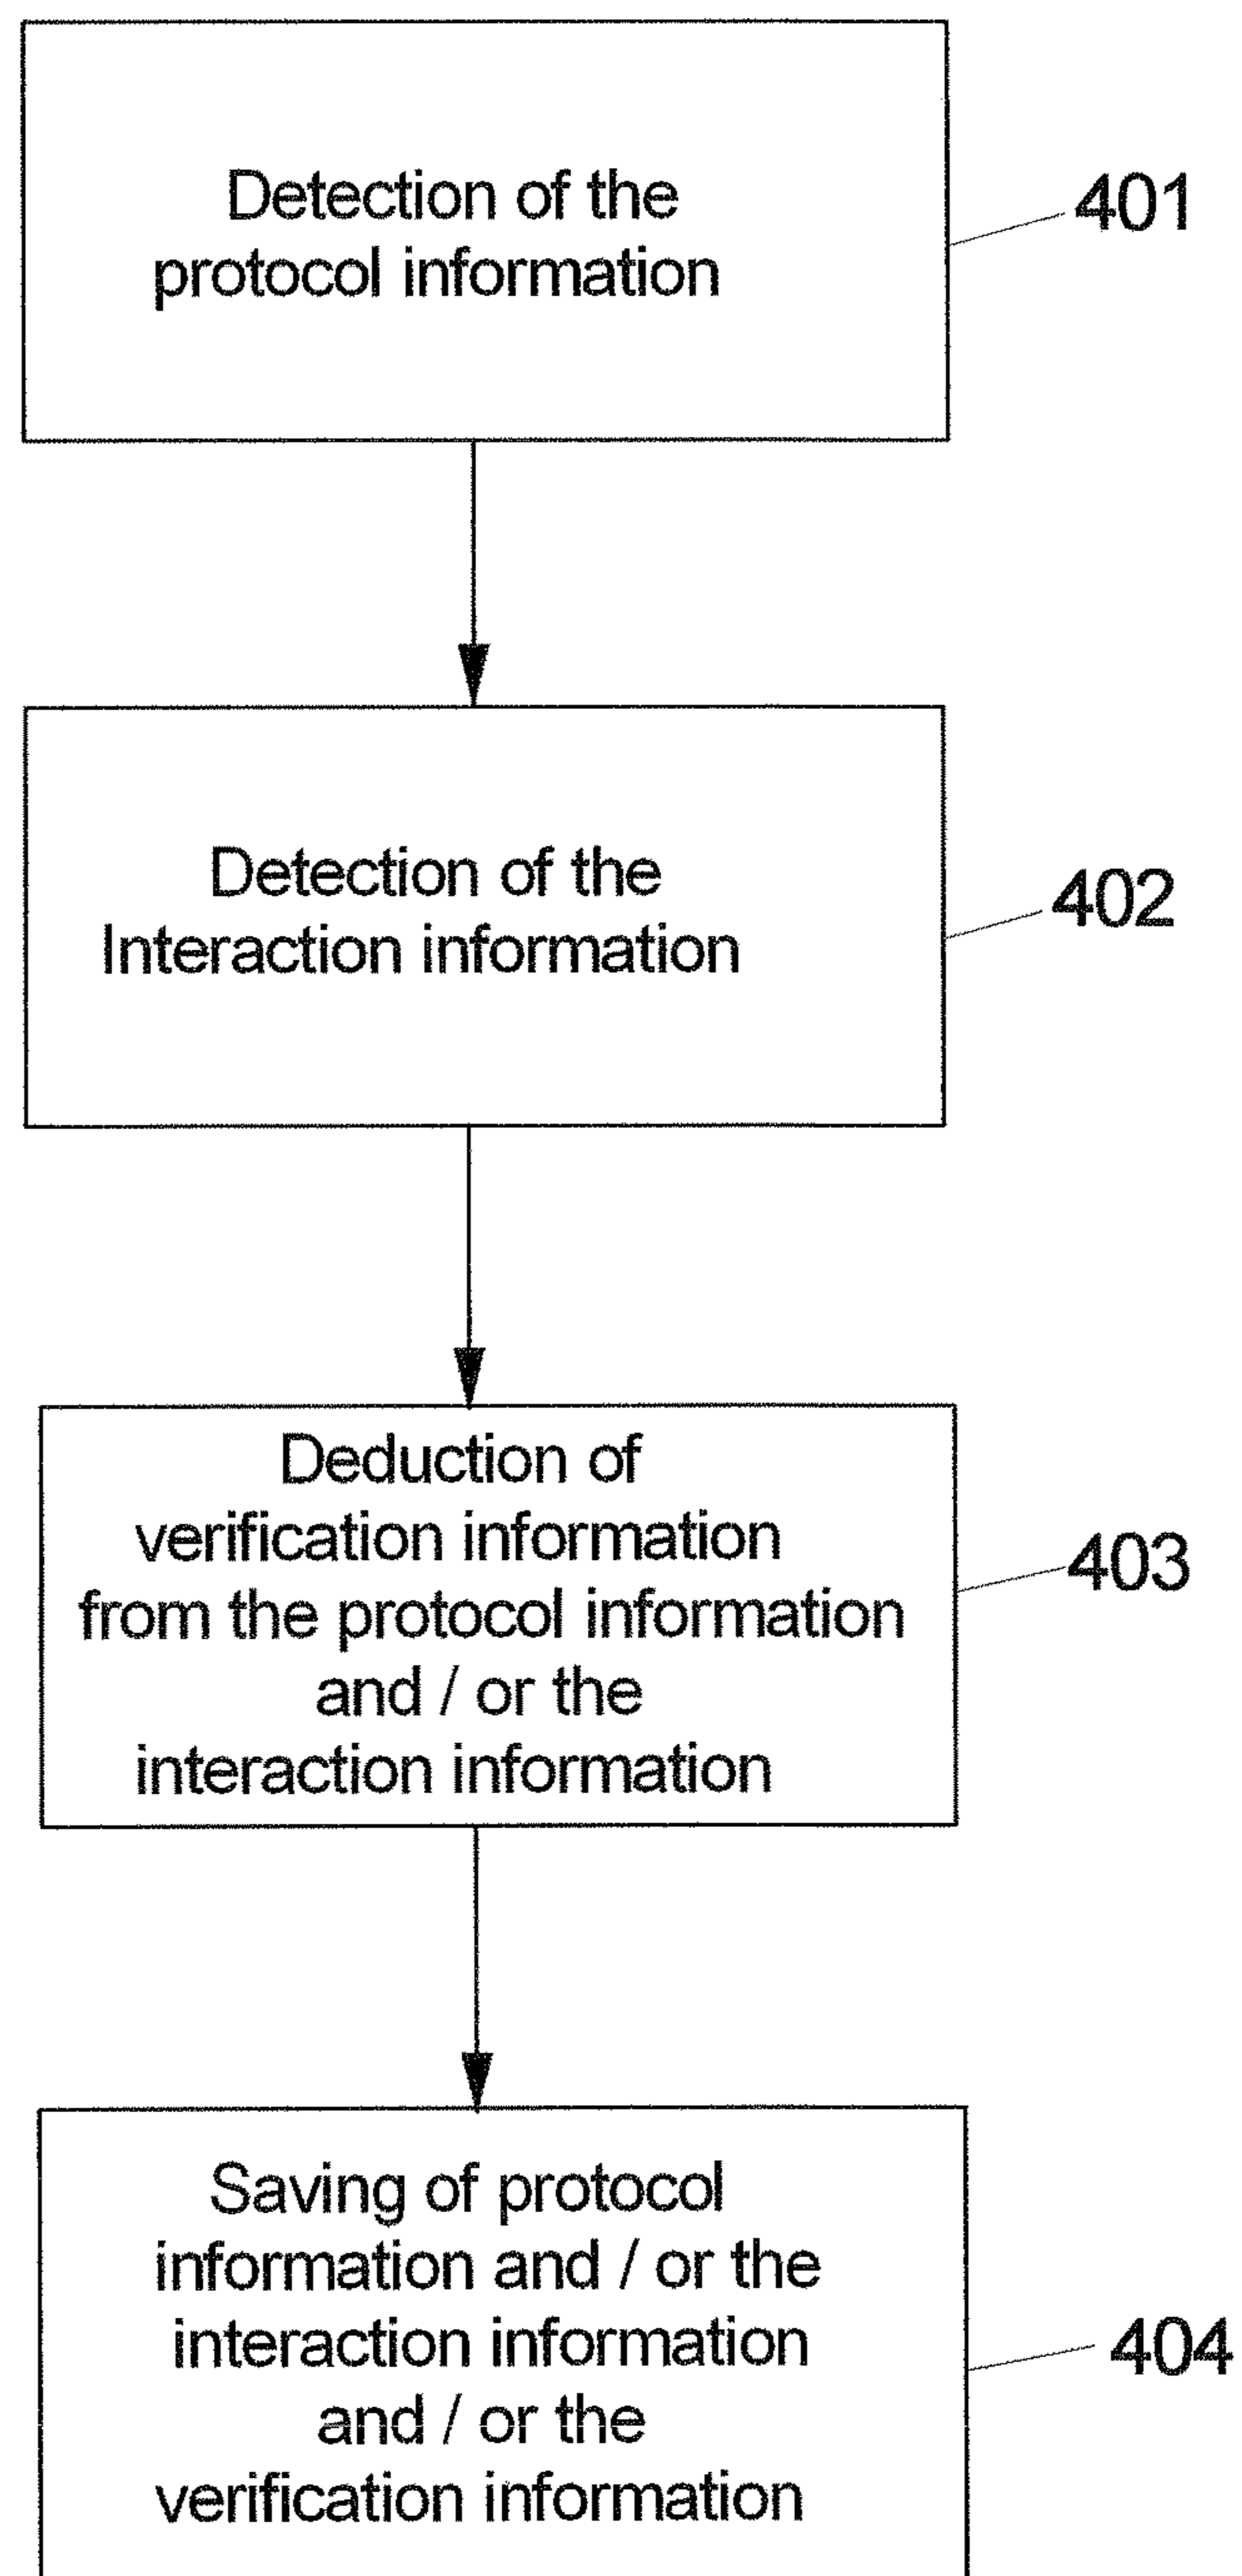 Detection of the
protocol information
401
Detection of the
Interaction information
402
Deduction of
verification information
from the protocol information
and / or the
interaction information
403
Saving of protocol
information and / or the
interaction information
and / or the
verification information
404